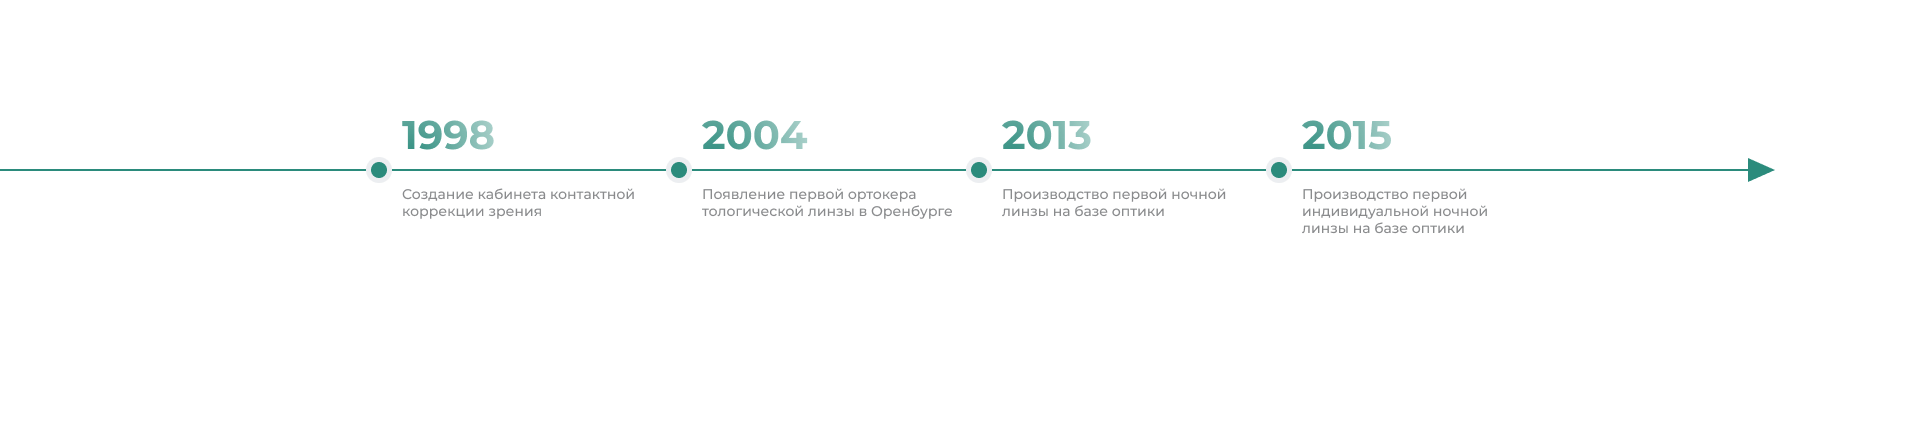 1998
Создание кабинета контактной
коррекции зрения
2004
Появление первой ортокера
тологической линзы в Оренбурге
2013
Производство первой ночной
линзы на базе оптики
2015
Производство первой
индивидуальной ночной
линзы на базе оптики